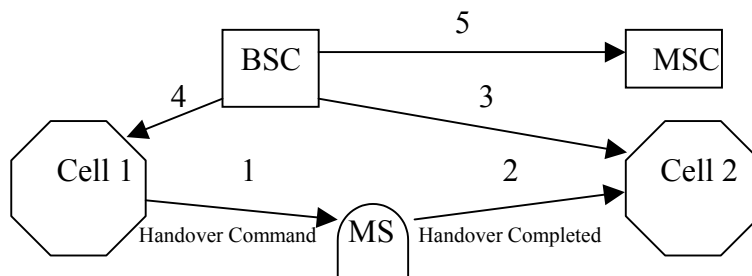 5
BSC
MSC
4
3
Cell 1
1
2
Cell 2
Handover Command
MS
Handover Completed